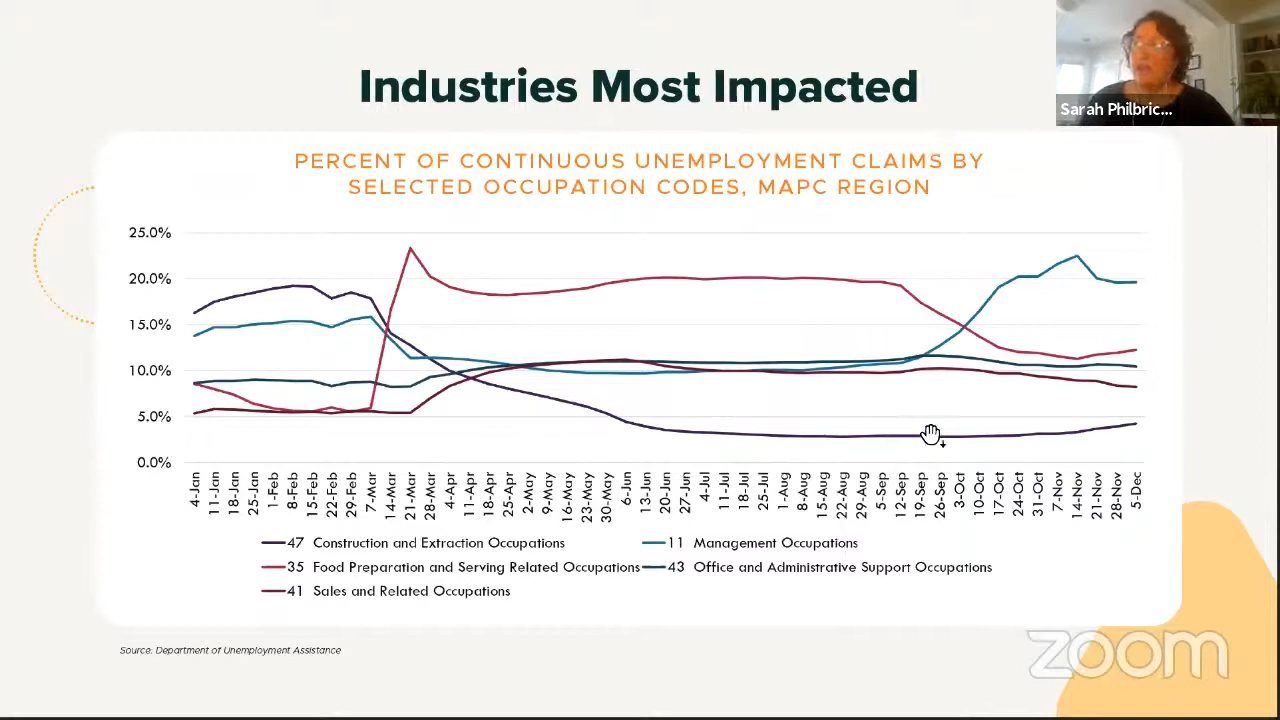 Industries Most Impacted
Sarah Philbric...
PERCENT OF CONTINUOUS UNEMPLOYMENT CLAIMS BY
SELECTED OCCUPATION CODES, MAPC REGION
25.0%
20.0%
15.0%
10.0%
5.0%
0.0%
4-Jan
11-Jan
18-Jan
25-Jan
1-Feb
8-Feb
15-Feb
22-Feb
29-Feb
7-Mar
14-Mar
21-Mar
28-Mar
4-Apr
11-Apr
18-Apr
25-Apr
2-May
9-May
16-May
23-May
30-May
6-Jun
13-Jun
20-Jun
27-Jun
4-Jul
11-Jul
18-Jul
25-Jul
1-Aug
8-Aug
15-Aug
22-Aug
29-Aug
5-Sep
12-Sep
19-Sep
26-Sep
3-Oct
10-Oct
17-Oct
24-Oct
31-Oct
7-Nov
14-Nov
21-Nov
28-Nov
5-Dec
47 Construction and Extraction Occupations
11 Management Occupations
35 Food Preparation and Serving Related Occupations
43 Office and Administrative Support Occupations
41 Sales and Related Occupations
Source: Department of Unemployment Assistance
zoom